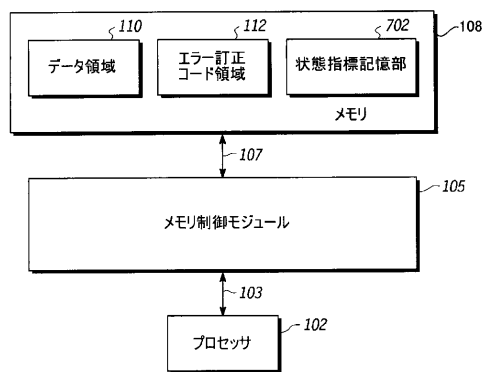 110
112
702
108
データ領域
エラー訂正
コード領域
状態指標記憶部
メモリ
107
105
メモリ制御モジュール
103
102
プロセッサ